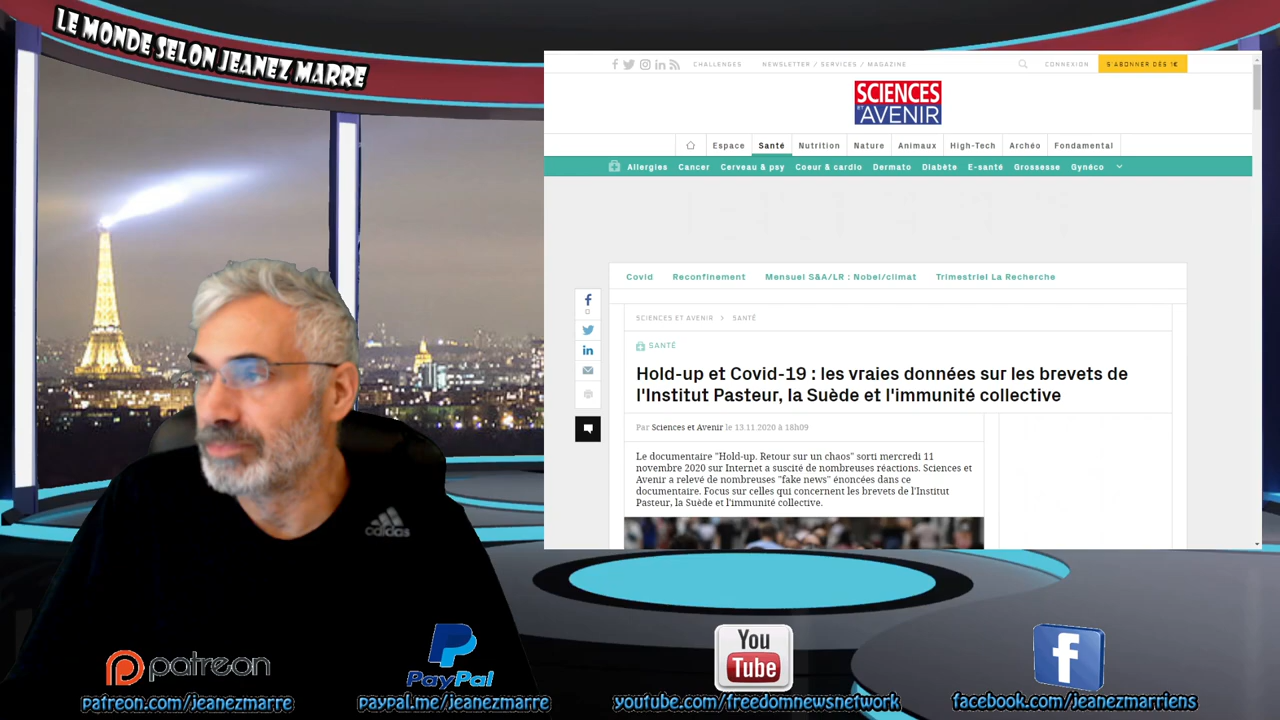 LE MONDE SELON JEANEZ MARRE
CHALLENGES NEWSLETTER / SERVICES / MAGAZINE CONNEXION S'ABONNER DÈS 1€
SCIENCES
ET AVENIR
Espace Santé Nutrition Nature Animaux High-Tech Archéo Fondamental
Allergies Cancer Cerveau & psy Coeur & cardio Dermato Diabète E-santé Grossesse Gynéco
Covid Reconfinement Mensuel S&A/LR : Nobel/climat Trimestriel La Recherche
SCIENCES ET AVENIR > SANTÉ
SANTÉ
Hold-up et Covid-19 : les vraies données sur les brevets de
l'Institut Pasteur, la Suède et l'immunité collective
Par Sciences et Avenir le 13.11.2020 à 18h09
Le documentaire "Hold-up. Retour sur un chaos" sorti mercredi 11
novembre 2020 sur Internet a suscité de nombreuses réactions. Sciences et
Avenir a relevé de nombreuses "fake news" énoncées dans ce
documentaire. Focus sur celles qui concernent les brevets de l'Institut
Pasteur, la Suède et l'immunité collective.
adidas
patreon
patreon.com/jeanezmarre
PayPal
paypal.me/jeanezmarre
You
Tube
youtube.com/freedomnewsnetwork
f
facebook.com/jeanezmarriens